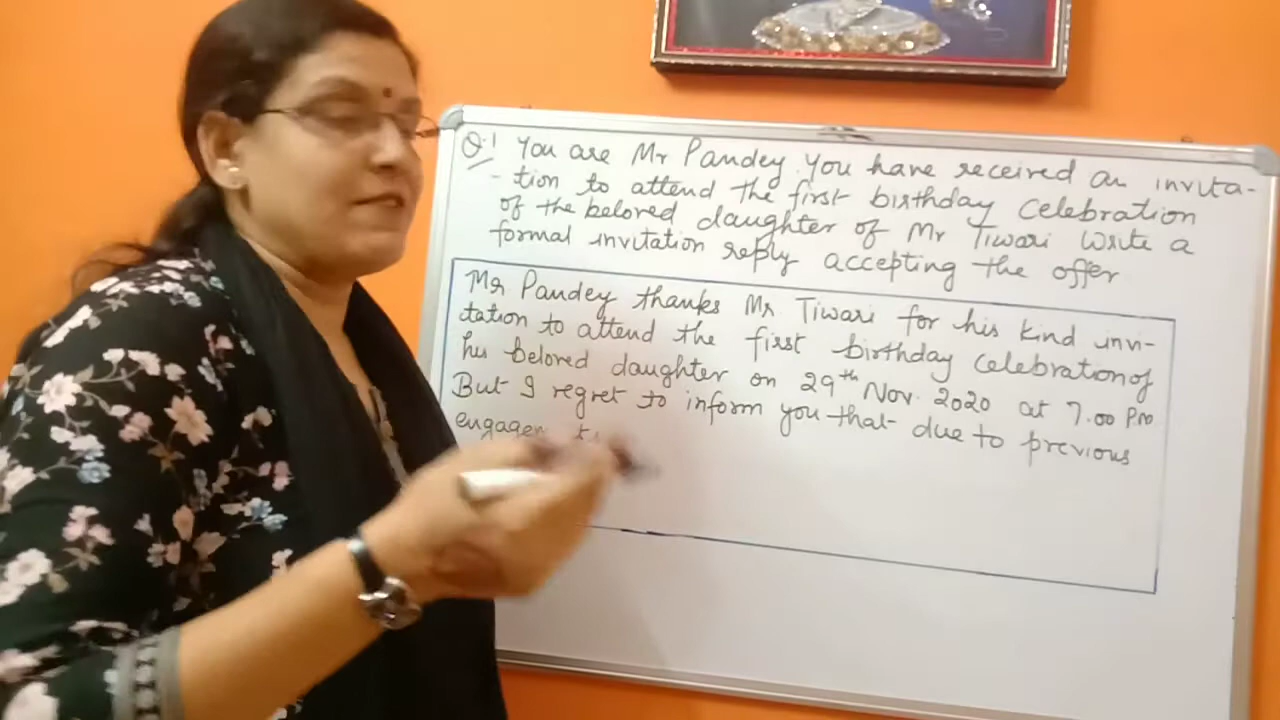 Q.1 You are Mr Pandey. You have received an invita-
- tion to attend the first birthday celebration
of the beloved daughter of Mr Tiwari Write a
formal invitation reply accepting the offer
Mr Pandey thanks Mr Tiwari for his kind invi-
tation to attend the first birthday celebration of
his beloved daughter on 29th Nov. 2020 at 7.00 PM
But I regret to inform you that due to previous